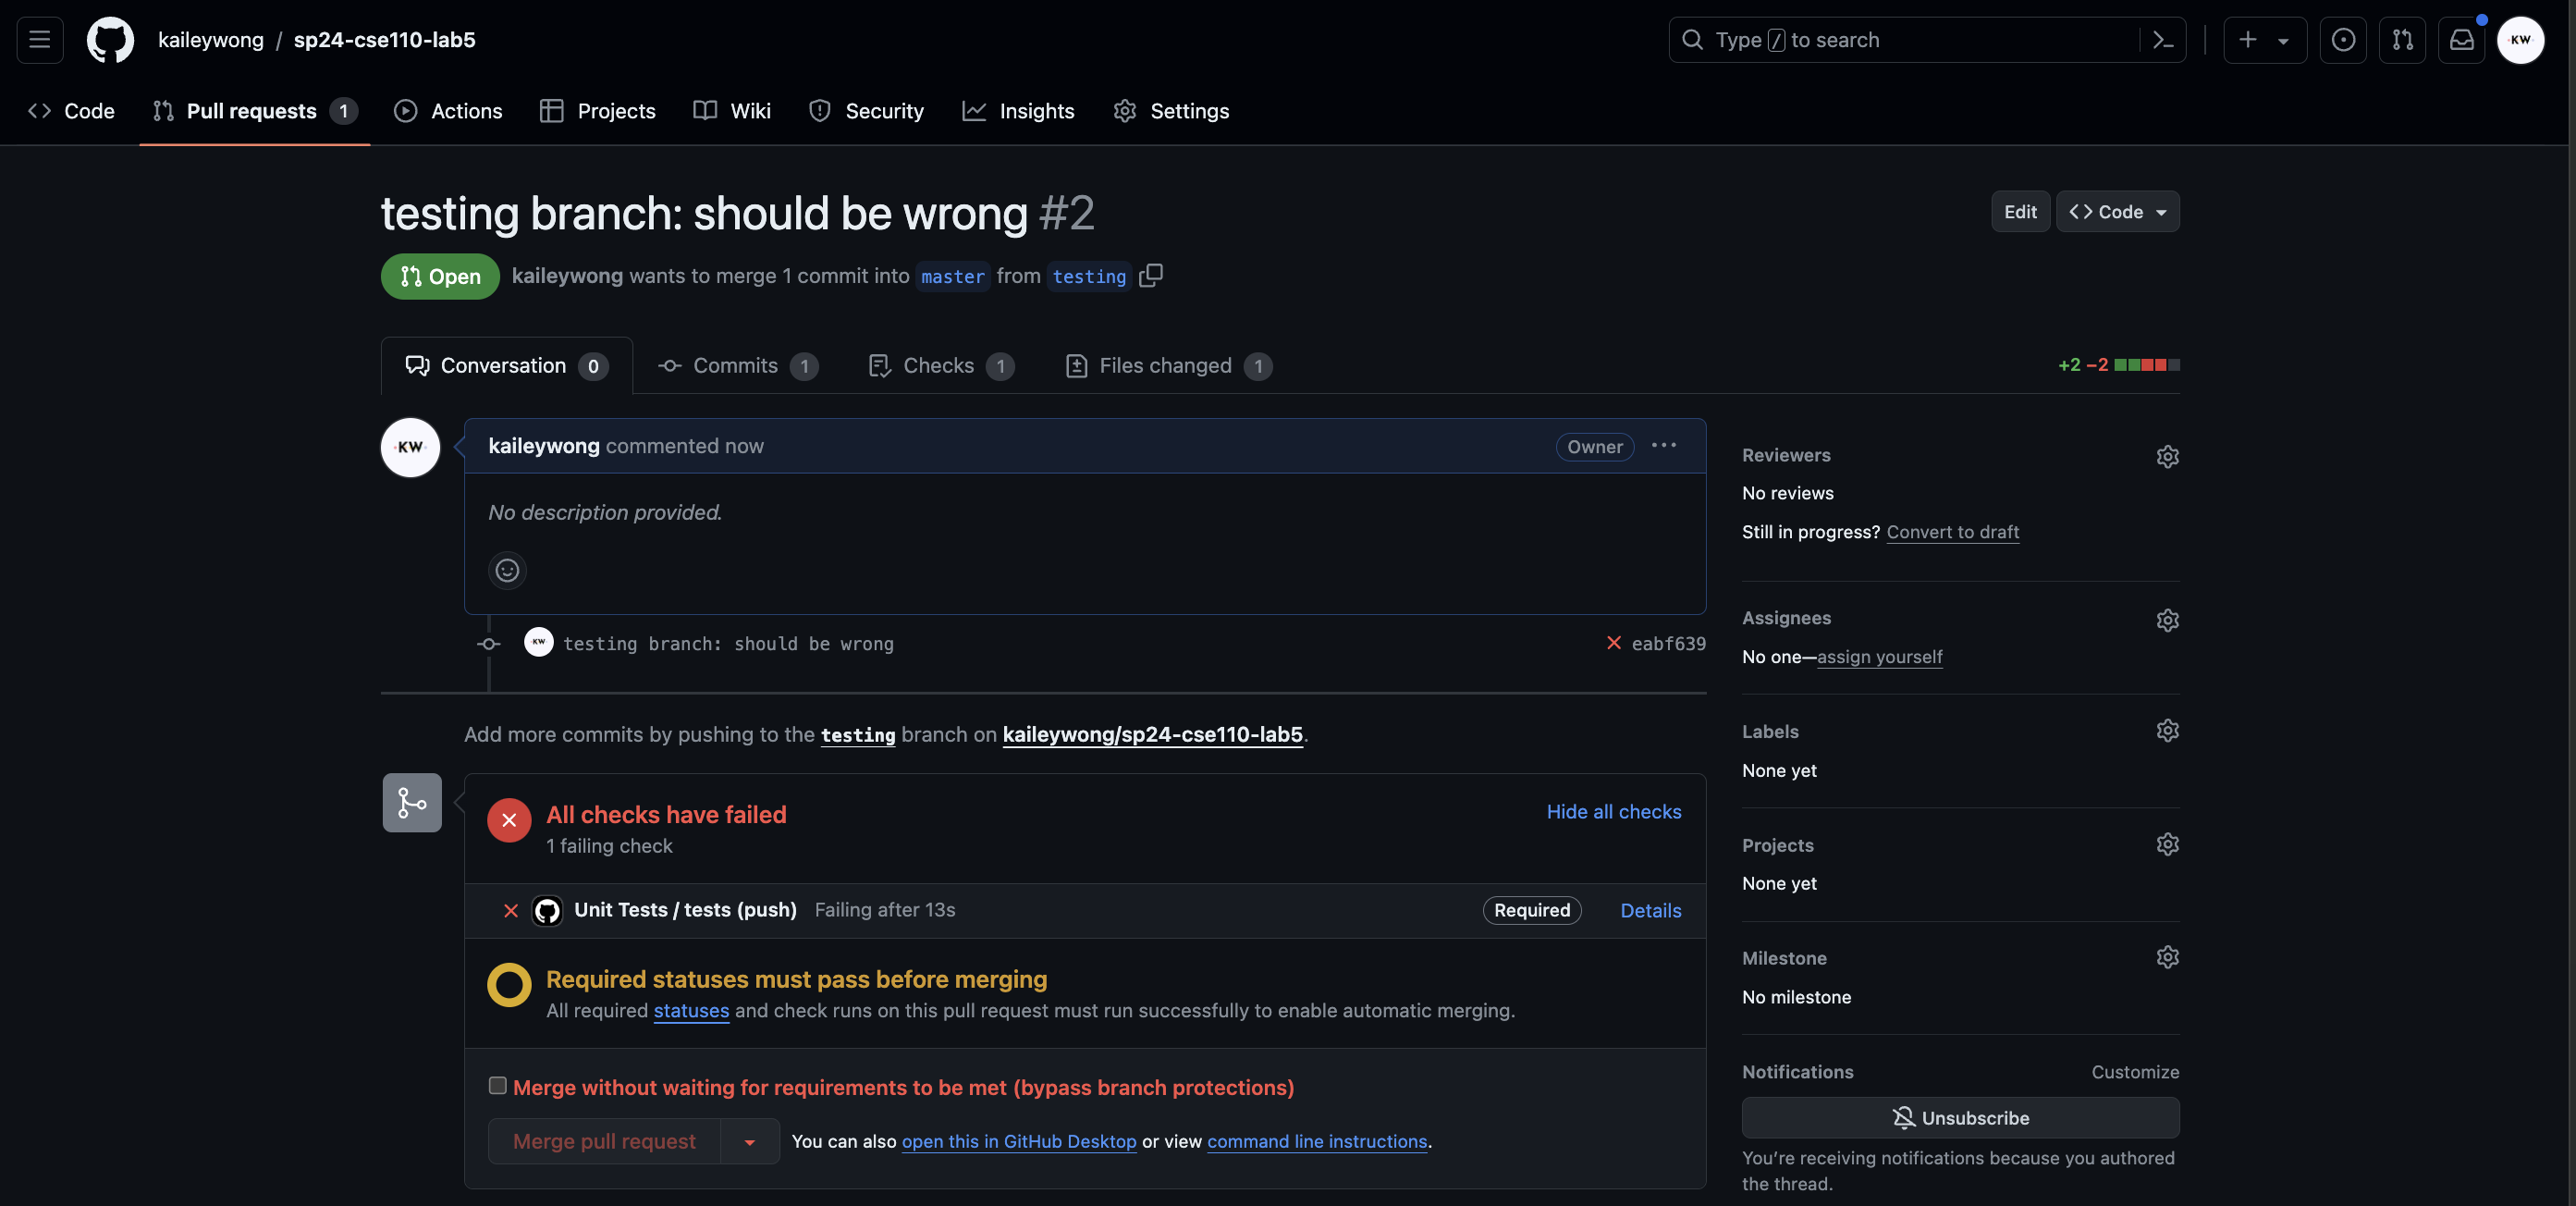 kaileywong / sp24-cse110-lab5
Type / to search
KW
Code
Pull requests 1
Actions
Projects
Wiki
Security
Insights
Settings
testing branch: should be wrong #2
Edit
Code
Open
kaileywong wants to merge 1 commit into master from testing
Conversation 0
Commits 1
Checks 1
Files changed 1
+2 −2
KW
kaileywong commented now
Owner
No description provided.
KW
testing branch: should be wrong
eabf639
Add more commits by pushing to the testing branch on kaileywong/sp24-cse110-lab5.
All checks have failed
1 failing check
Hide all checks
Unit Tests / tests (push) Failing after 13s
Required
Details
Required statuses must pass before merging
All required statuses and check runs on this pull request must run successfully to enable automatic merging.
Merge without waiting for requirements to be met (bypass branch protections)
Merge pull request
You can also open this in GitHub Desktop or view command line instructions.
Reviewers
No reviews
Still in progress? Convert to draft
Assignees
No one—assign yourself
Labels
None yet
Projects
None yet
Milestone
No milestone
Notifications
Customize
Unsubscribe
You’re receiving notifications because you authored
the thread.